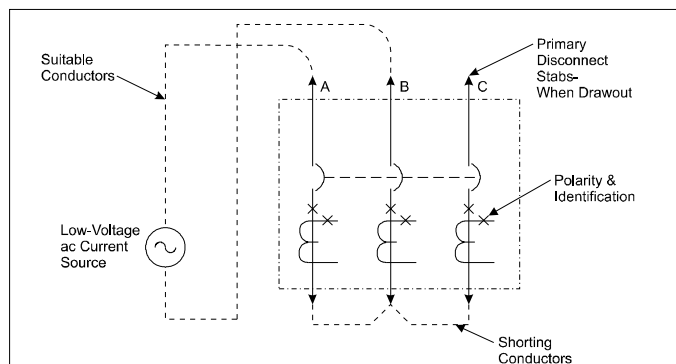 Suitable
Conductors
A
B
C
Primary
Disconnect
Stabs-
When Drawout
Polarity &
Identification
Low-Voltage
ac Current
Source
Shorting
Conductors